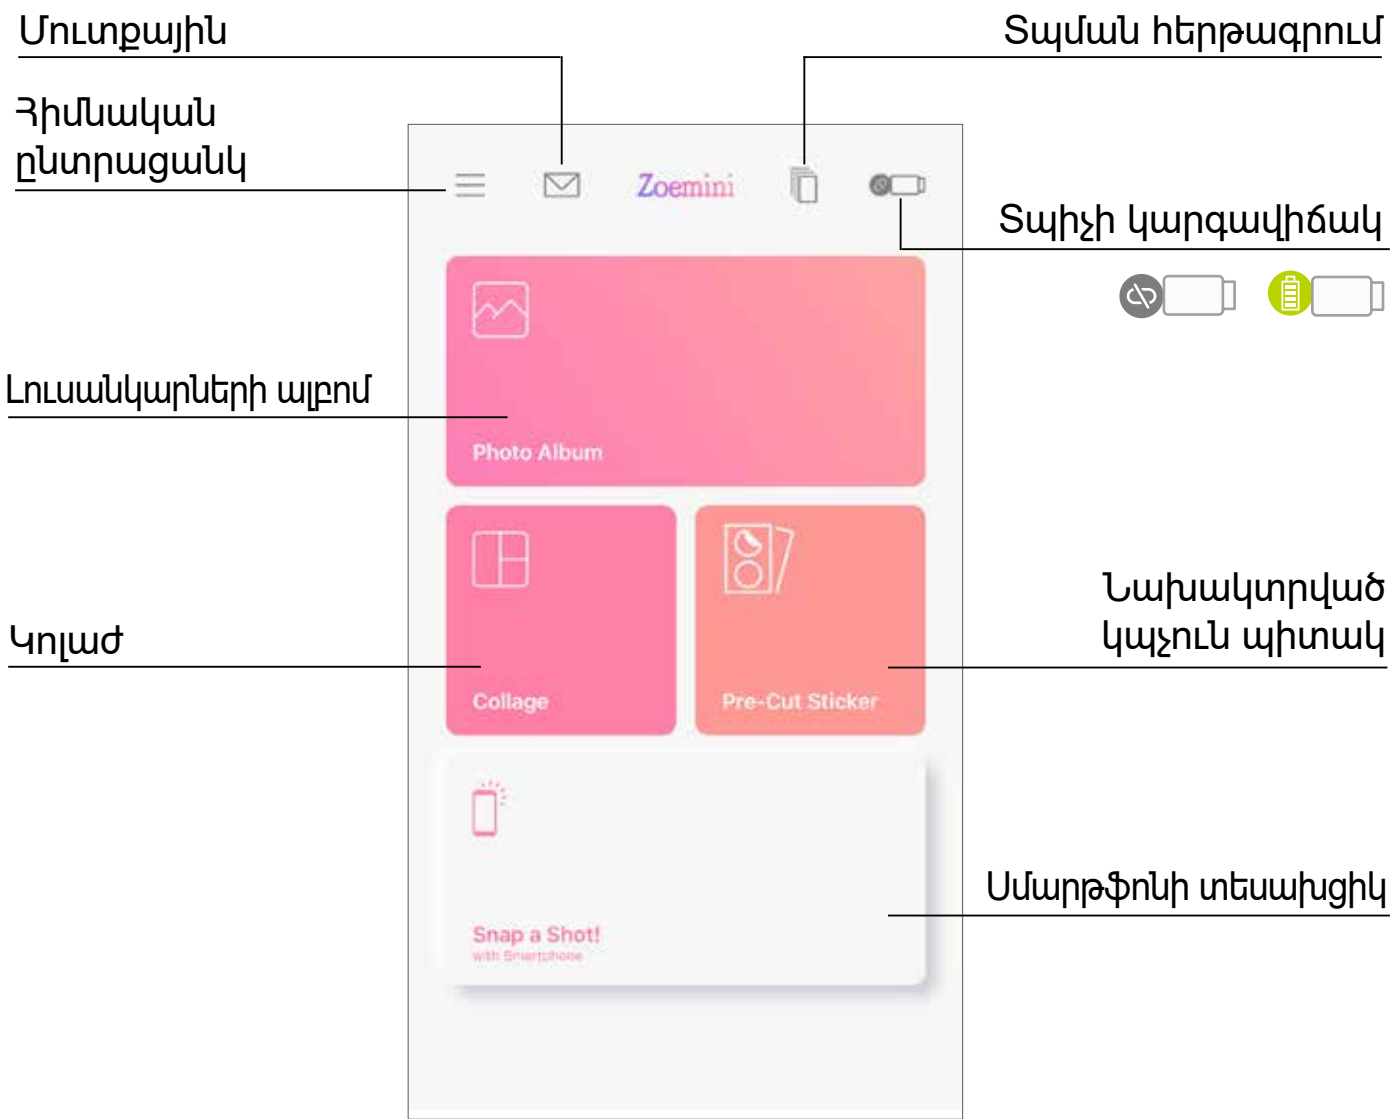 Մուտքային
Տպման հերթագրում
Հիմնական
ընտրացանկ
Zoemini
Տպիչի կարգավիճակ
Լուսանկարների ալբոմ
Photo Album
Նախակտրված
կպչուն պիտակ
Կոլաժ
Collage
Pre-Cut Sticker
Սմարթֆոնի տեսախցիկ
Snap a Shot!
with Smartphone